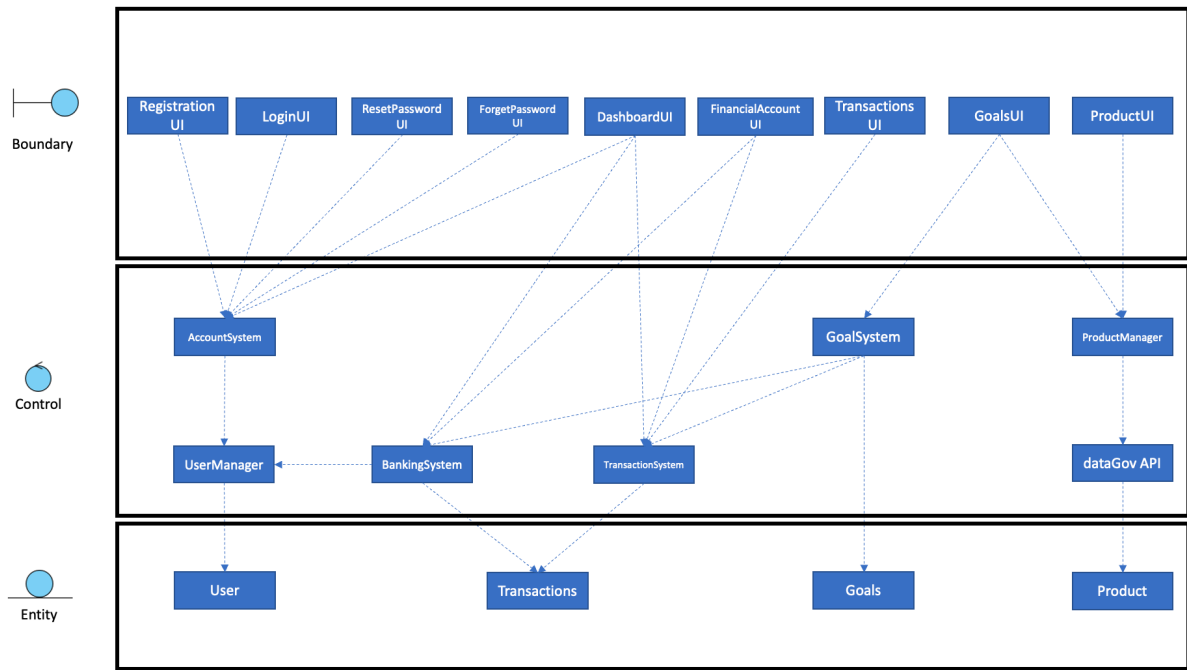 Registration
UI
LoginUI
ResetPassword
UI
ForgetPassword
UI
DashboardUI
FinancialAccount
UI
Transactions
UI
GoalsUI
ProductUI
Boundary
AccountSystem
GoalSystem
ProductManager
Control
UserManager
BankingSystem
TransactionSystem
dataGov API
User
Transactions
Goals
Product
Entity